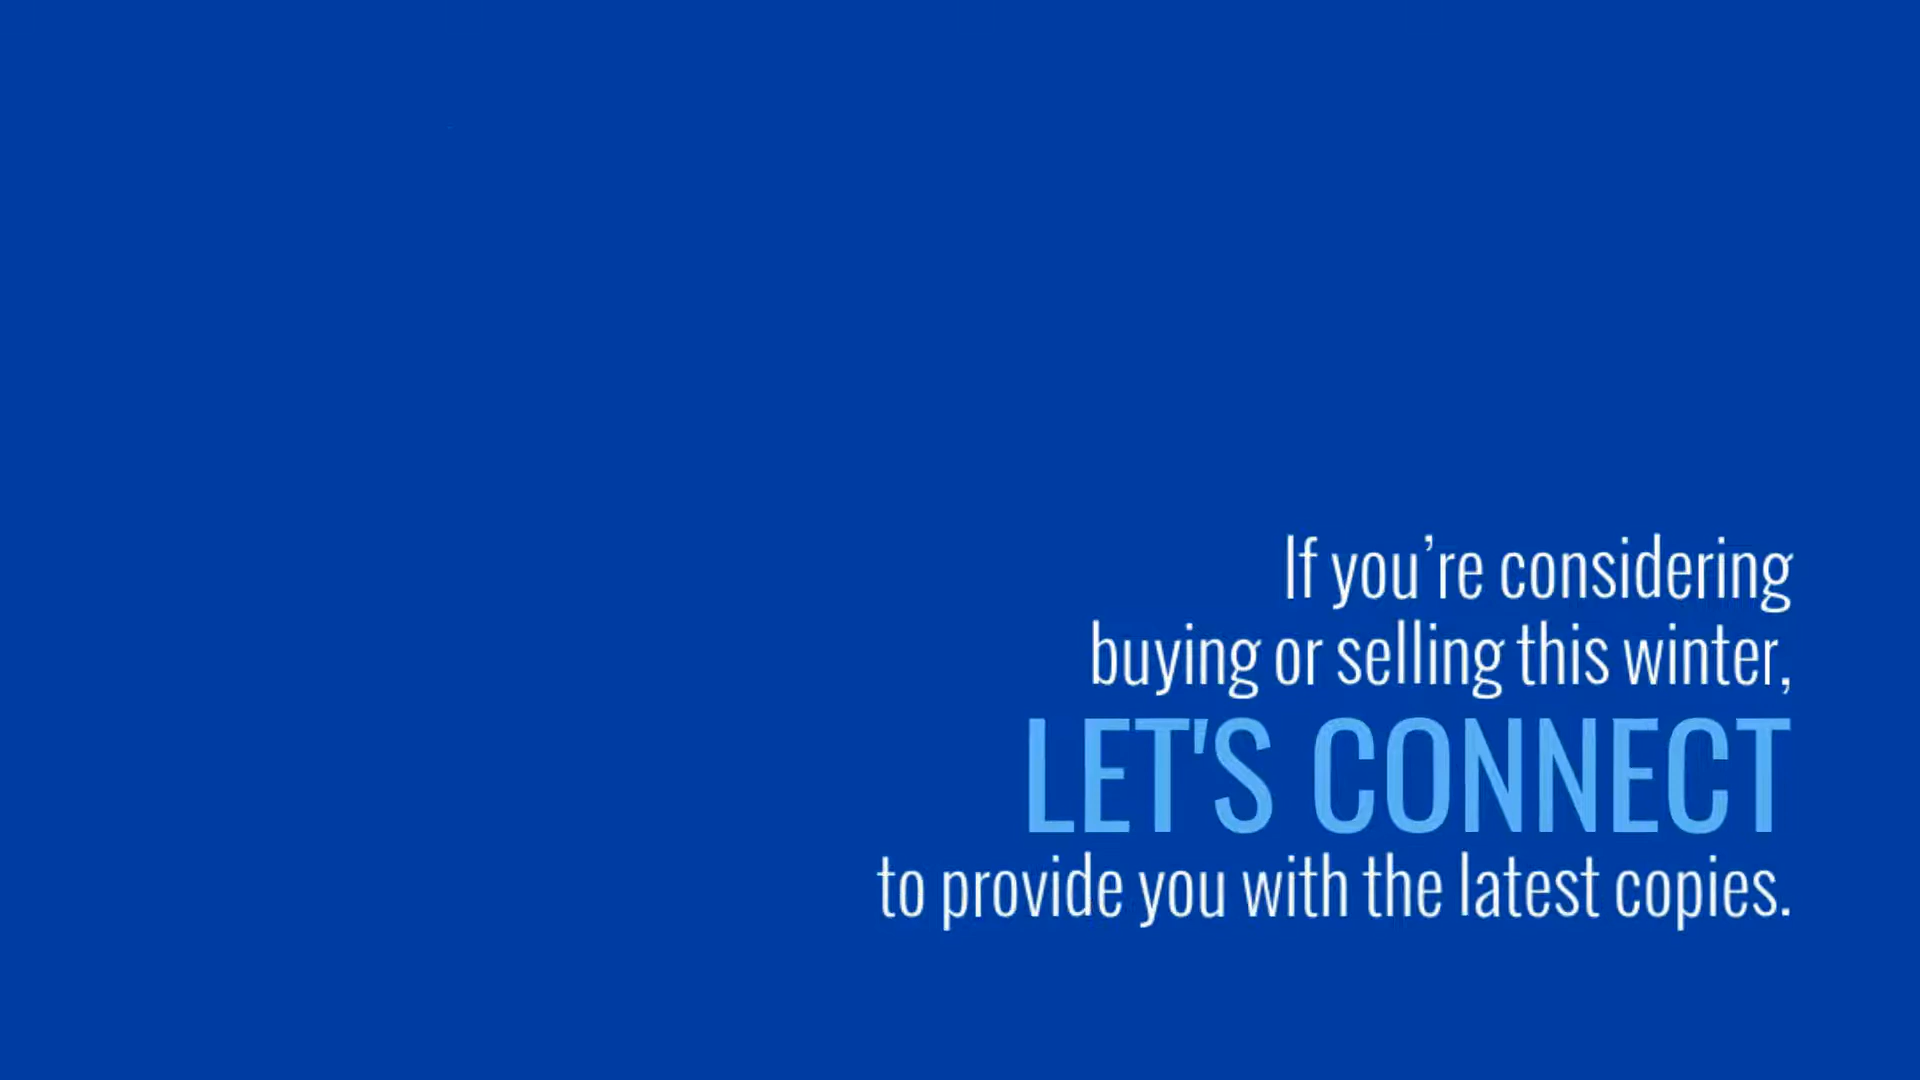 If you’re considering
buying or selling this winter,
LET'S CONNECT
to provide you with the latest copies.